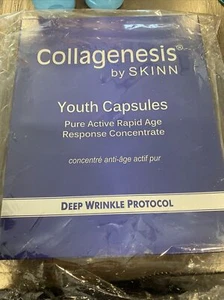 Collagenesis®
by SKINN
Youth Capsules
Pure Active Rapid Age
Response Concentrate
concentré anti-âge actif pur
DEEP WRINKLE PROTOCOL